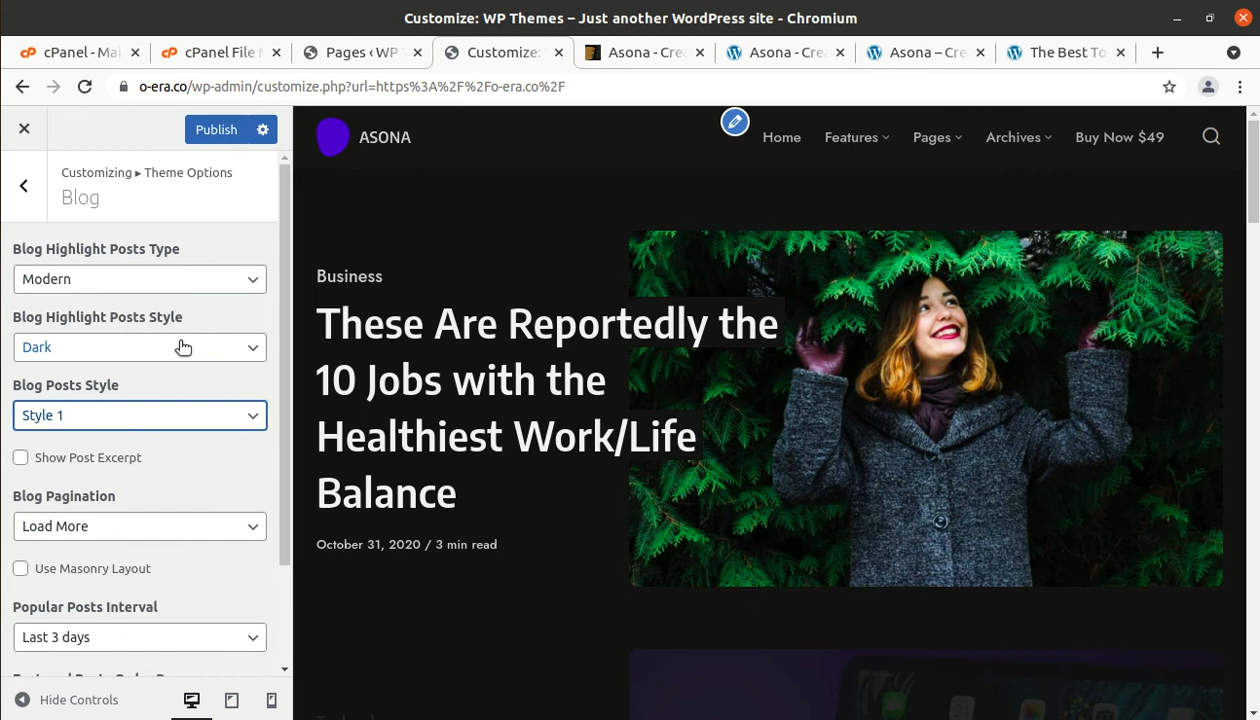 Customize: WP Themes – Just another WordPress site - Chromium
cPanel - Mai
cPanel File M
Pages ‹ WP T
Customize:
Asona - Crea
Asona - Crea
Asona – Cre
The Best To
o-era.co/wp-admin/customize.php?url=https%3A%2F%2Fo-era.co%2F
Publish
Customizing ▸ Theme Options
Blog
Blog Highlight Posts Type
Modern
Blog Highlight Posts Style
Dark
Blog Posts Style
Style 1
Show Post Excerpt
Blog Pagination
Load More
Use Masonry Layout
Popular Posts Interval
Last 3 days
Hide Controls
ASONA
Home Features Pages Archives Buy Now $49
Business
These Are Reportedly the
10 Jobs with the
Healthiest Work/Life
Balance
October 31, 2020 / 3 min read